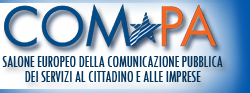 COM PA
SALONE EUROPEO DELLA COMUNICAZIONE PUBBLICA
DEI SERVIZI AL CITTADINO E ALLE IMPRESE